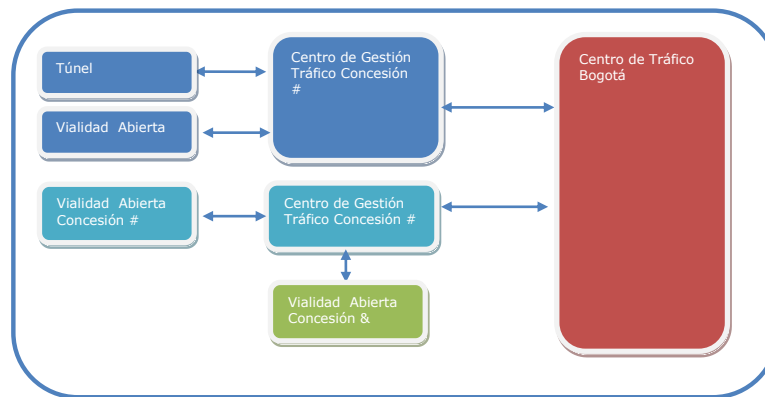 Túnel
Centro de Gestión
Tráfico Concesión
#
Centro de Tráfico
Bogotá
Vialidad Abierta
Vialidad Abierta
Concesión #
Centro de Gestión
Tráfico Concesión #
Vialidad Abierta
Concesión &